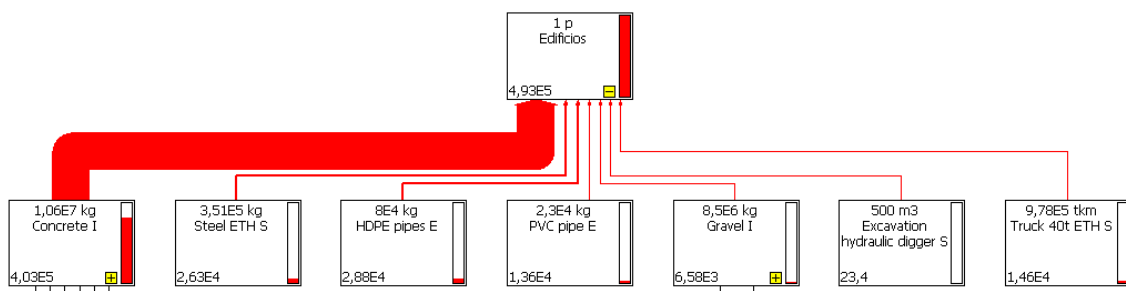 1 p
Edificios
4,93E5
1,06E7 kg
Concrete I
4,03E5
3,51E5 kg
Steel ETH S
2,63E4
8E4 kg
HDPE pipes E
2,88E4
2,3E4 kg
PVC pipe E
1,36E4
8,5E6 kg
Gravel I
6,58E3
500 m3
Excavation
hydraulic digger S
23,4
9,78E5 tkm
Truck 40t ETH S
1,46E4